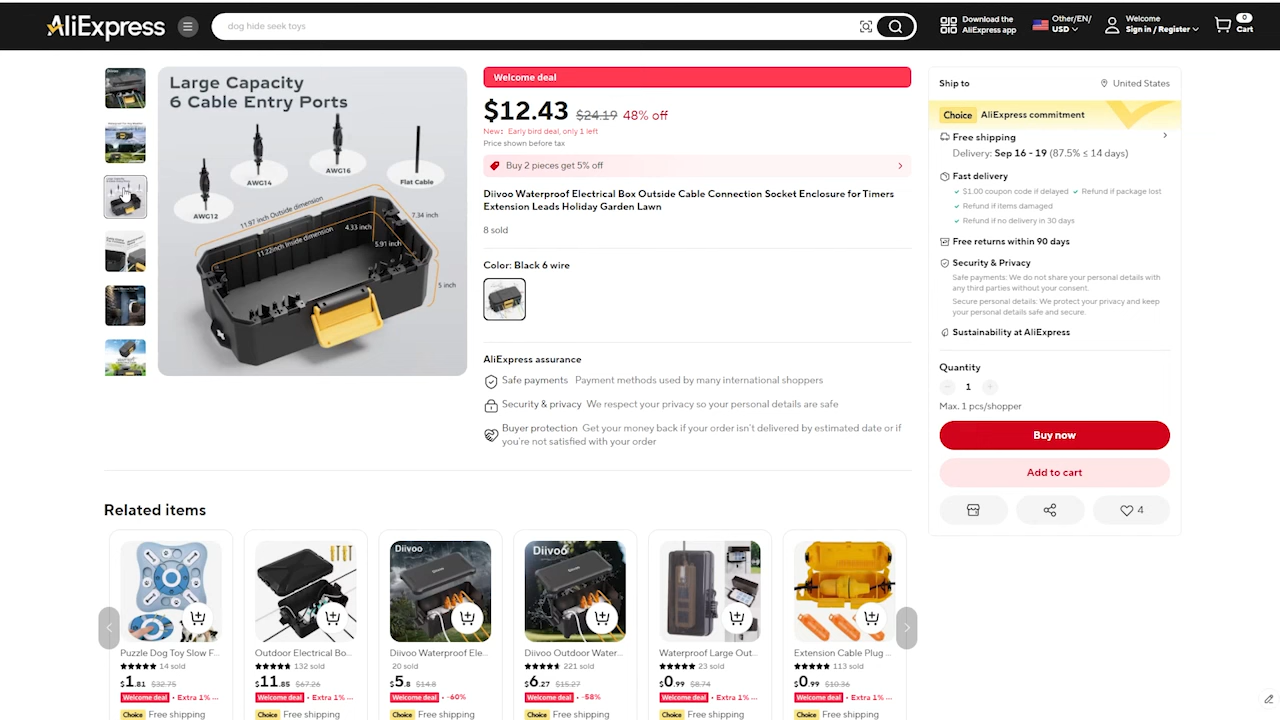 AliExpress
dog hide seek toys
Download the
AliExpress app
Other/EN/
USD
Welcome
Sign in / Register
0
Cart
Large Capacity
6 Cable Entry Ports
AWG12
AWG14
AWG16
Flat Cable
11.97 inch Outside dimension
11.22inch Inside dimension
4.33 inch
7.34 inch
5.91 inch
5 inch
Welcome deal
$12.43 $24.19 48% off
New: Early bird deal, only 1 left
Price shown before tax
Buy 2 pieces get 5% off
Diivoo Waterproof Electrical Box Outside Cable Connection Socket Enclosure for Timers
Extension Leads Holiday Garden Lawn
8 sold
Color: Black 6 wire
AliExpress assurance
Safe payments Payment methods used by many international shoppers
Security & privacy We respect your privacy so your personal details are safe
Buyer protection Get your money back if your order isn't delivered by estimated date or if
you're not satisfied with your order
Ship to United States
Choice AliExpress commitment
Free shipping
Delivery: Sep 16 - 19 (87.5% ≤ 14 days)
Fast delivery
$1.00 coupon code if delayed Refund if package lost
Refund if items damaged
Refund if no delivery in 30 days
Free returns within 90 days
Security & Privacy
Safe payments: We do not share your personal details with
any third parties without your consent.
Secure personal details: We protect your privacy and keep
your personal details safe and secure.
Sustainability at AliExpress
Quantity
1
Max. 1 pcs/shopper
Buy now
Add to cart
4
Related items
Puzzle Dog Toy Slow F...
14 sold
$1.81 $32.75
Welcome deal • Extra 1% ...
Choice Free shipping
Outdoor Electrical Bo...
132 sold
$11.85 $67.26
Welcome deal • Extra 1% ...
Choice Free shipping
Diivoo
Diivoo Waterproof Ele...
20 sold
$5.8 $14.8
Welcome deal • -60%
Choice Free shipping
Diivoo
Diivoo Outdoor Water...
221 sold
$6.27 $15.27
Welcome deal • -58%
Choice Free shipping
Waterproof Large Out...
23 sold
$0.99 $8.74
Welcome deal • Extra 1% ...
Choice Free shipping
Extension Cable Plug ...
113 sold
$0.99 $10.36
Welcome deal • Extra 1% ...
Choice Free shipping